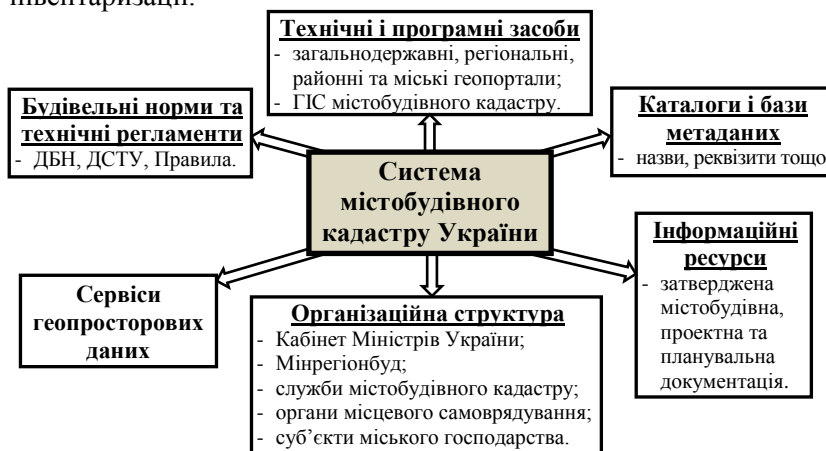 Технічні і програмні засоби
- загальнодержавні, регіональні,
районні та міські геопортали;
- ГІС містобудівного кадастру.
Будівельні норми та
технічні регламенти
- ДБН, ДСТУ, Правила.
Каталоги і бази
метаданих
- назви, реквізити тощо
Система
містобудівного
кадастру України
Інформаційні
ресурси
- затверджена
містобудівна,
проектна та
планувальна
документація.
Сервіси
геопросторових
даних
Організаційна структура
- Кабінет Міністрів України;
- Мінрегіонбуд;
- служби містобудівного кадастру;
- органи місцевого самоврядування;
- суб’єкти міського господарства.